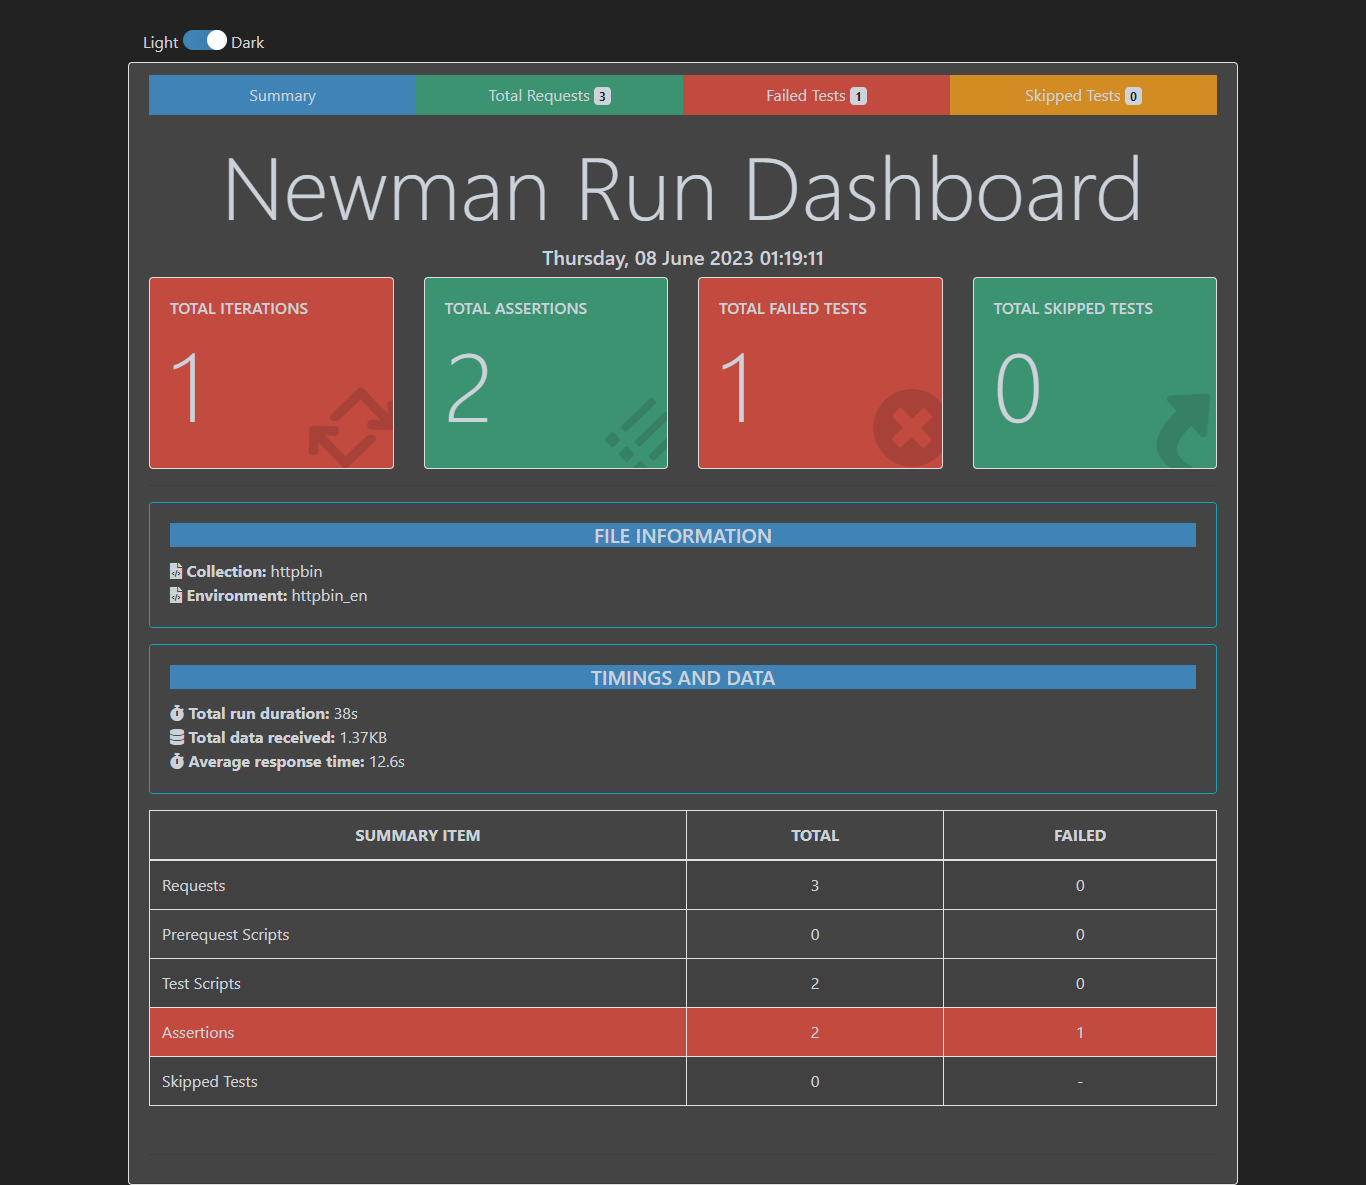 Light Dark
Summary Total Requests 3 Failed Tests 1 Skipped Tests 0
Newman Run Dashboard
Thursday, 08 June 2023 01:19:11
TOTAL ITERATIONS TOTAL ASSERTIONS TOTAL FAILED TESTS TOTAL SKIPPED TESTS
1 2 1 0
FILE INFORMATION
Collection: httpbin
Environment: httpbin_en
TIMINGS AND DATA
Total run duration: 38s
Total data received: 1.37KB
Average response time: 12.6s
SUMMARY ITEM TOTAL FAILED
Requests 3 0
Prerequest Scripts 0 0
Test Scripts 2 0
Assertions 2 1
Skipped Tests 0 -